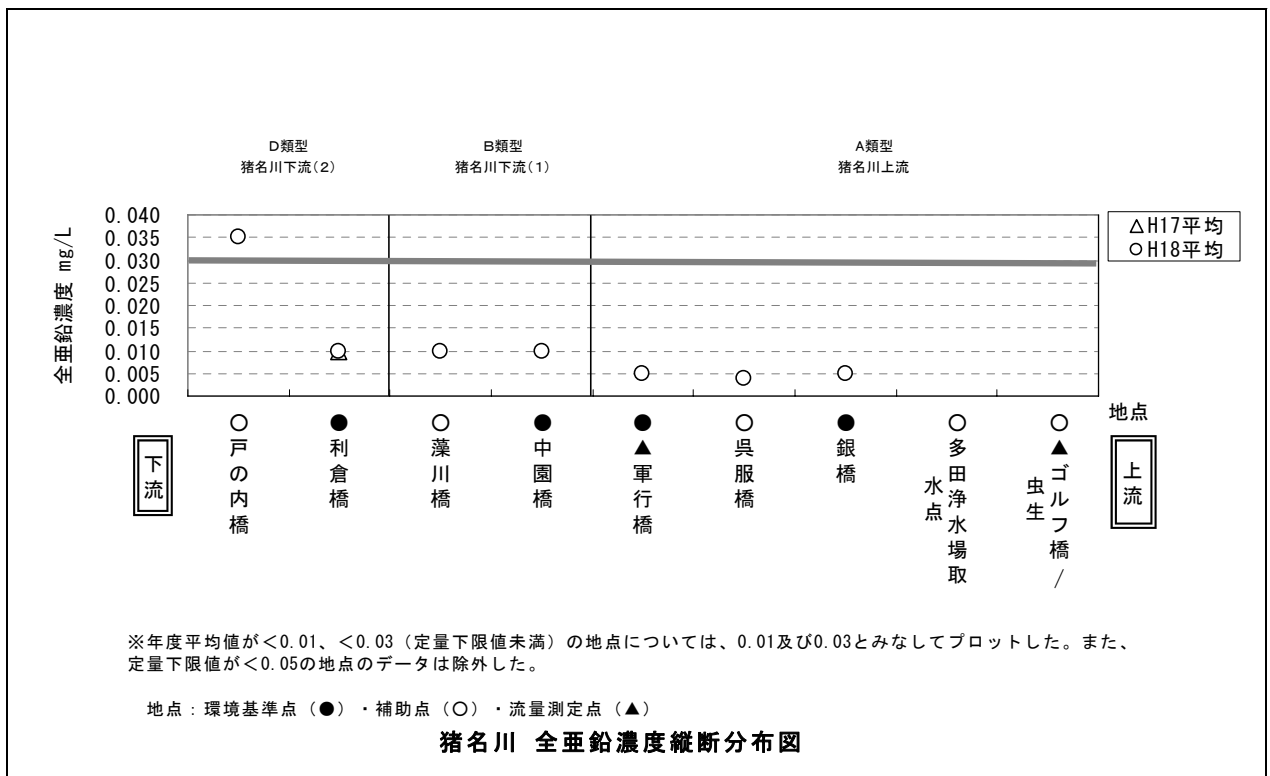 D類型
猪名川下流(2)
B類型
猪名川下流(1)
A類型
猪名川上流
全亜鉛濃度 mg/L
0.040
0.035
0.030
0.025
0.020
0.015
0.010
0.005
0.000
△H17平均
○H18平均
地点
下流
○戸の内橋
●利倉橋
○藻川橋
●中園橋
●▲軍行橋
○呉服橋
●銀橋
○多田浄水場取
水点
○▲ゴルフ橋/
虫生
上流
※年度平均値が<0.01、<0.03(定量下限値未満)の地点については、0.01及び0.03とみなしてプロットした。また、
定量下限値が<0.05の地点のデータは除外した。
地点:環境基準点(●)・補助点(○)・流量測定点(▲)
猪名川 全亜鉛濃度縦断分布図